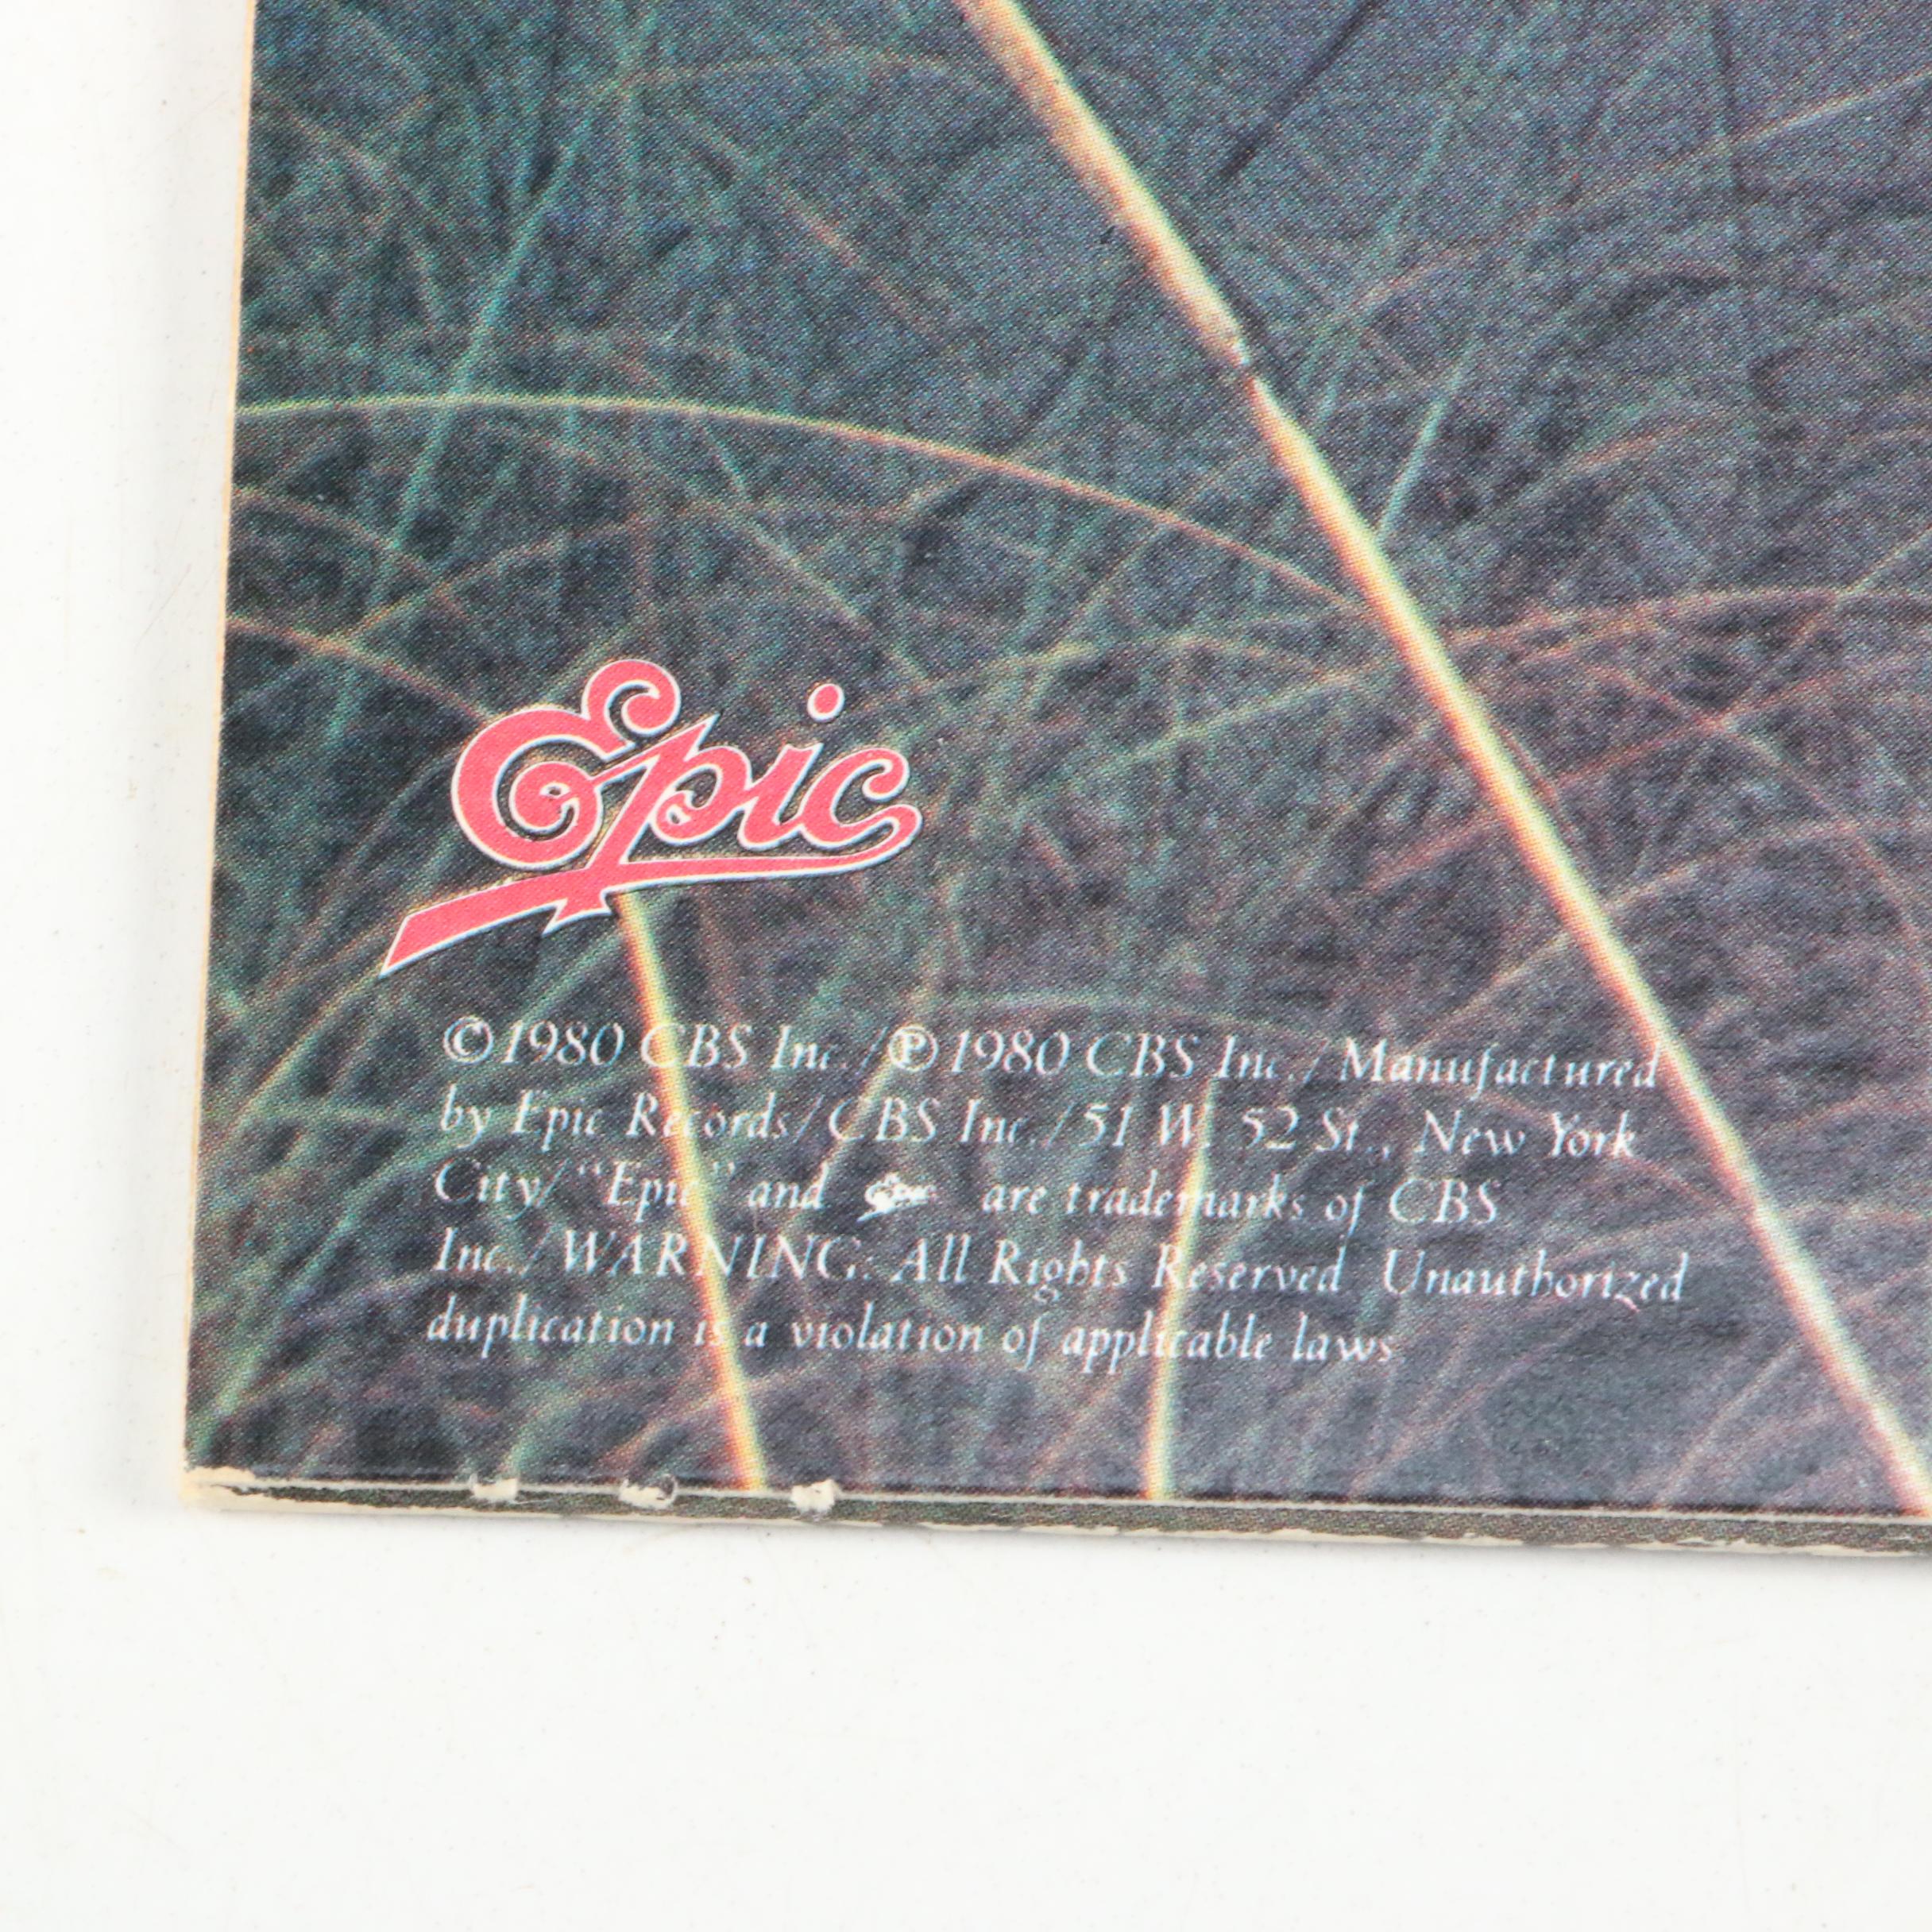 Epic
©1980 CBS Inc./℗1980 CBS Inc./Manufactured
by Epic Records/CBS Inc./51 W. 52 St., New York
City/"Epic" and Epic are trademarks of CBS
Inc./WARNING: All Rights Reserved. Unauthorized
duplication is a violation of applicable laws.